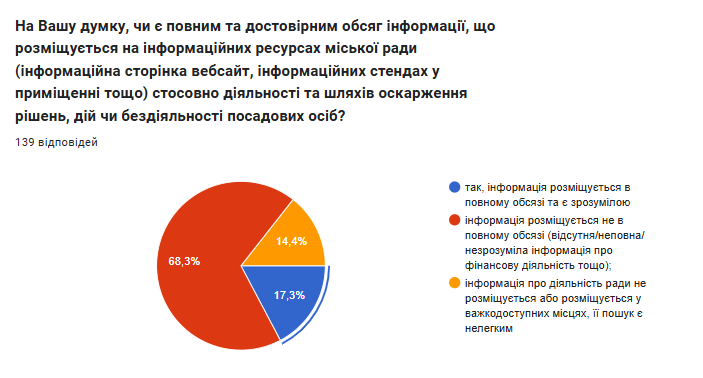 На Вашу думку, чи є повним та достовірним обсяг інформації, що
розміщується на інформаційних ресурсах міської ради
(інформаційна сторінка вебсайт, інформаційних стендах у
приміщенні тощо) стосовно діяльності та шляхів оскарження
рішень, дій чи бездіяльності посадових осіб?
139 відповідей
68,3%
14,4%
17,3%
так, інформація розміщується в
повному обсязі та є зрозумілою
інформація розміщується не в
повному обсязі (відсутня/неповна/
незрозуміла інформація про
фінансову діяльність тощо);
інформація про діяльність ради не
розміщується або розміщується у
важкодоступних місцях, її пошук є
нелегким